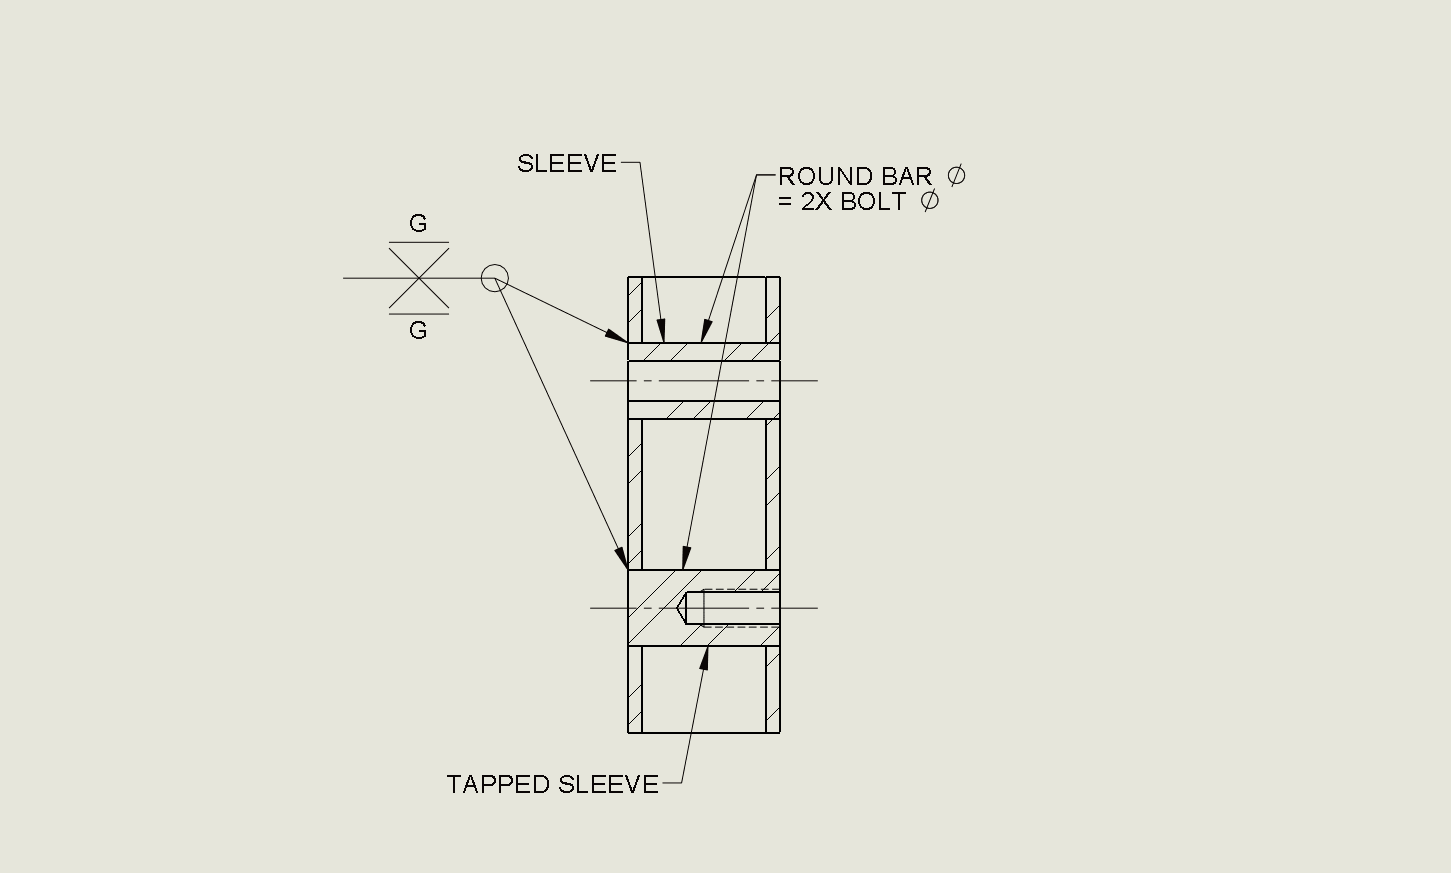 SLEEVE
ROUND BAR ⌀
= 2X BOLT ⌀
G
G
TAPPED SLEEVE